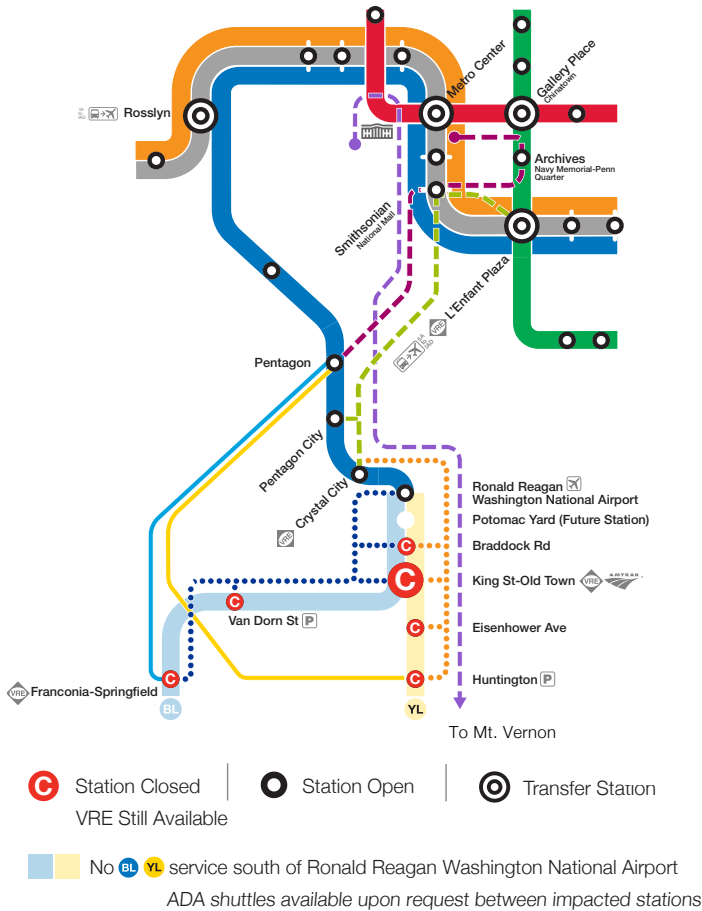 Metro Center
Gallery Place
Chinatown
Rosslyn
Archives
Navy Memorial-Penn
Quarter
Smithsonian
National Mall
L'Enfant Plaza
VRE
Pentagon
Pentagon City
Crystal City
VRE
Ronald Reagan
Washington National Airport
Potomac Yard (Future Station)
C
Braddock Rd
C
King St-Old Town
VRE
AMTRAK
C
Van Dorn St P
C
Eisenhower Ave
VRE
Franconia-Springfield
C
C
Huntington P
BL
YL
To Mt. Vernon
C Station Closed
Station Open
Transfer Station
VRE Still Available
No BL YL service south of Ronald Reagan Washington National Airport
ADA shuttles available upon request between impacted stations